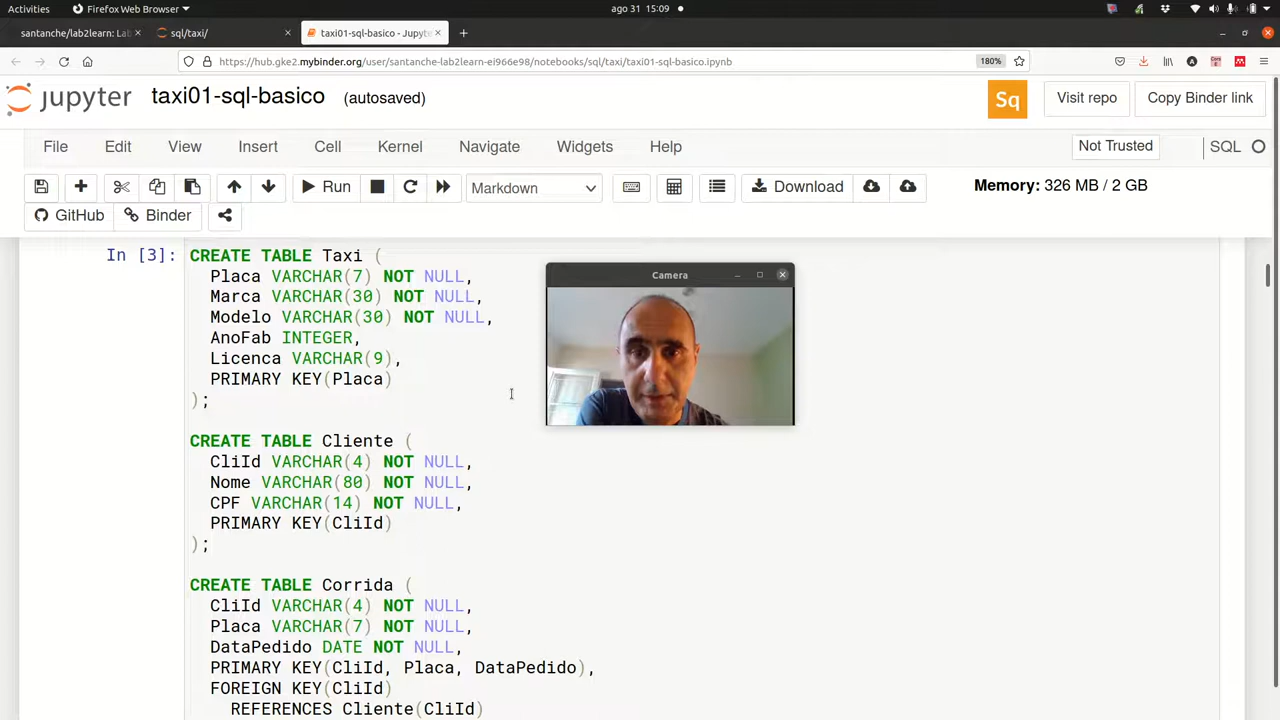 Activities
Firefox Web Browser
ago 31 15:09
santanche/lab2learn: La
sql/taxi/
taxi01-sql-basico - Jupyte
https://hub.gke2.mybinder.org/user/santanche-lab2learn-ei966e98/notebooks/sql/taxi/taxi01-sql-basico.ipynb
180%
jupyter
taxi01-sql-basico
(autosaved)
Sq
Visit repo
Copy Binder link
File
Edit
View
Insert
Cell
Kernel
Navigate
Widgets
Help
Not Trusted
SQL
Run
Markdown
Download
Memory: 326 MB / 2 GB
GitHub
Binder
In [3]:
CREATE TABLE Taxi (
Placa VARCHAR(7) NOT NULL,
Marca VARCHAR(30) NOT NULL,
Modelo VARCHAR(30) NOT NULL,
AnoFab INTEGER,
Licenca VARCHAR(9),
PRIMARY KEY(Placa)
);
Camera
CREATE TABLE Cliente (
CliId VARCHAR(4) NOT NULL,
Nome VARCHAR(80) NOT NULL,
CPF VARCHAR(14) NOT NULL,
PRIMARY KEY(CliId)
);
CREATE TABLE Corrida (
CliId VARCHAR(4) NOT NULL,
Placa VARCHAR(7) NOT NULL,
DataPedido DATE NOT NULL,
PRIMARY KEY(CliId, Placa, DataPedido),
FOREIGN KEY(CliId)
REFERENCES Cliente(CliId)